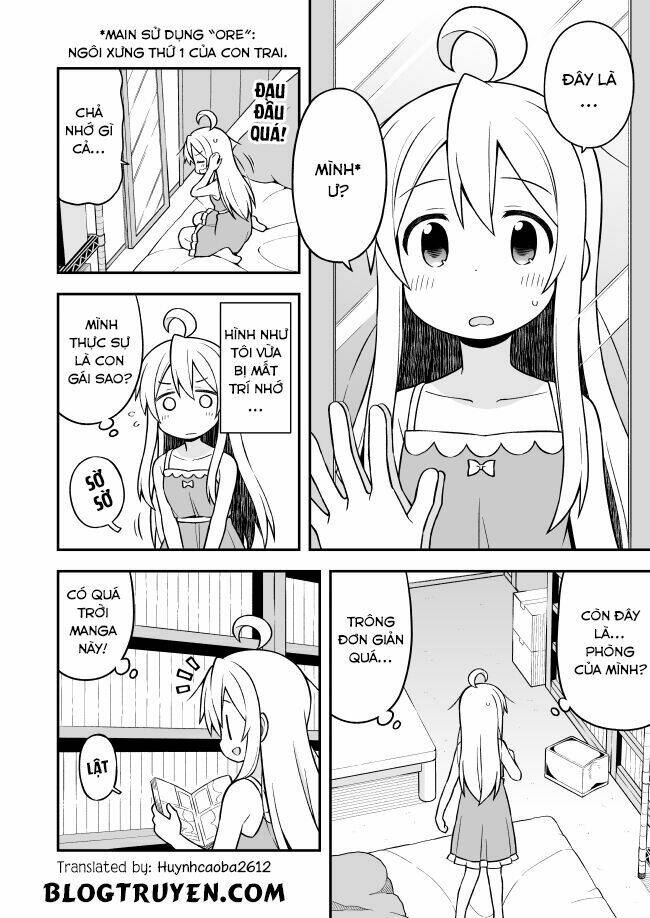 ĐÂY LÀ
...
MÌNH*
Ư?
*MAIN SỬ DỤNG "ORE":
NGÔI XƯNG THỨ 1 CỦA CON TRAI.
ĐAU
ĐẦU
QUÁ!
CHẢ
NHỚ GÌ
CẢ...
HÌNH NHƯ
TÔI VỪA
BỊ MẤT
TRÍ NHỚ
...
MÌNH
THỰC SỰ
LÀ CON
GÁI SAO?
SỜ
SỜ
CÒN ĐÂY
LÀ...
PHÒNG
CỦA MÌNH?
TRÔNG
ĐƠN GIẢN
QUÁ...
CÓ QUÁ
TRỜI
MANGA
NÀY!
LẬT
Translated by: Huynhcaoba2612
BLOGTRUYEN.COM